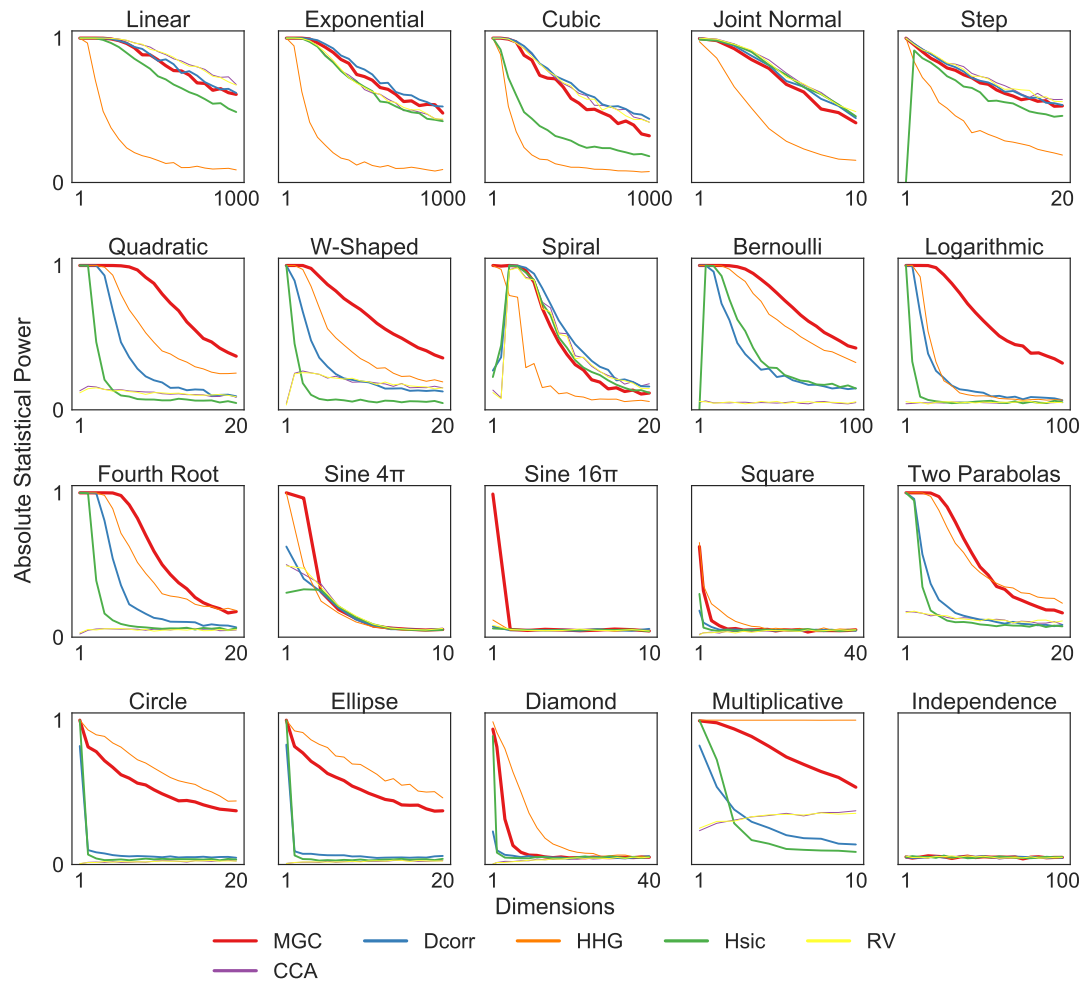 Linear Exponential Cubic Joint Normal Step
1
0
1 1000 1 1000 1 1000 1 10 1 20
Quadratic W-Shaped Spiral Bernoulli Logarithmic
1
0
1 20 1 20 1 20 1 100 1 100
Absolute Statistical Power
Fourth Root Sine 4π Sine 16π Square Two Parabolas
1
0
1 20 1 10 1 10 1 40 1 20
Circle Ellipse Diamond Multiplicative Independence
1
0
1 20 1 20 1 40 1 10 1 100
Dimensions
MGC Dcorr HHG Hsic RV
CCA